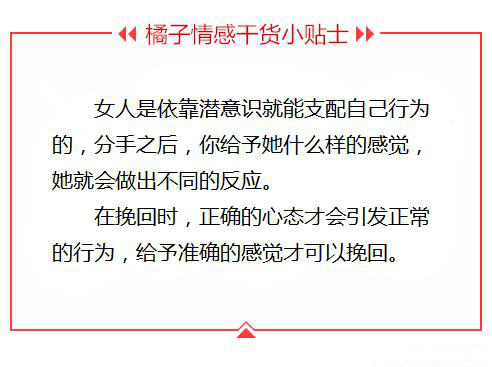 橘子情感干货小贴士
女人是依靠潜意识就能支配自己行为
的，分手之后，你给予她什么样的感觉，
她就会做出不同的反应。
在挽回时，正确的心态才会引发正常
的行为，给予准确的感觉才可以挽回。